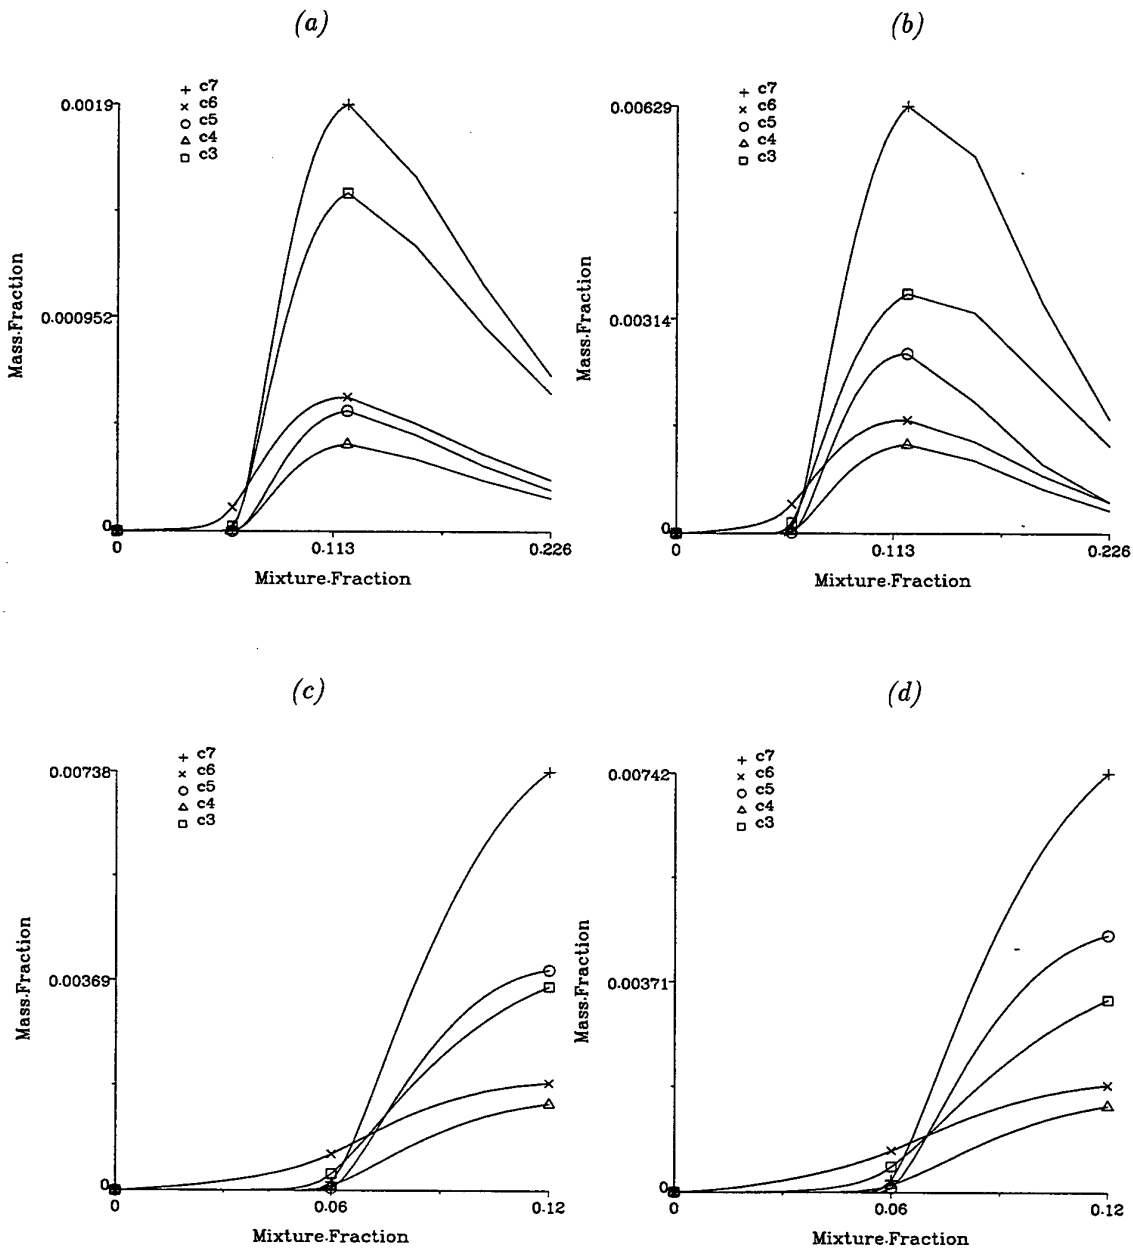 (a)
c7
c6
c5
c4
c3
0.0019
0.000952
0
0
0.113
0.226
Mass.Fraction
Mixture.Fraction
(b)
c7
c6
c5
c4
c3
0.00629
0.00314
0
0
0.113
0.226
Mass.Fraction
Mixture.Fraction
(c)
c7
c6
c5
c4
c3
0.00738
0.00369
0
0
0.06
0.12
Mass.Fraction
Mixture.Fraction
(d)
c7
c6
c5
c4
c3
0.00742
0.00371
0
0
0.06
0.12
Mass.Fraction
Mixture.Fraction